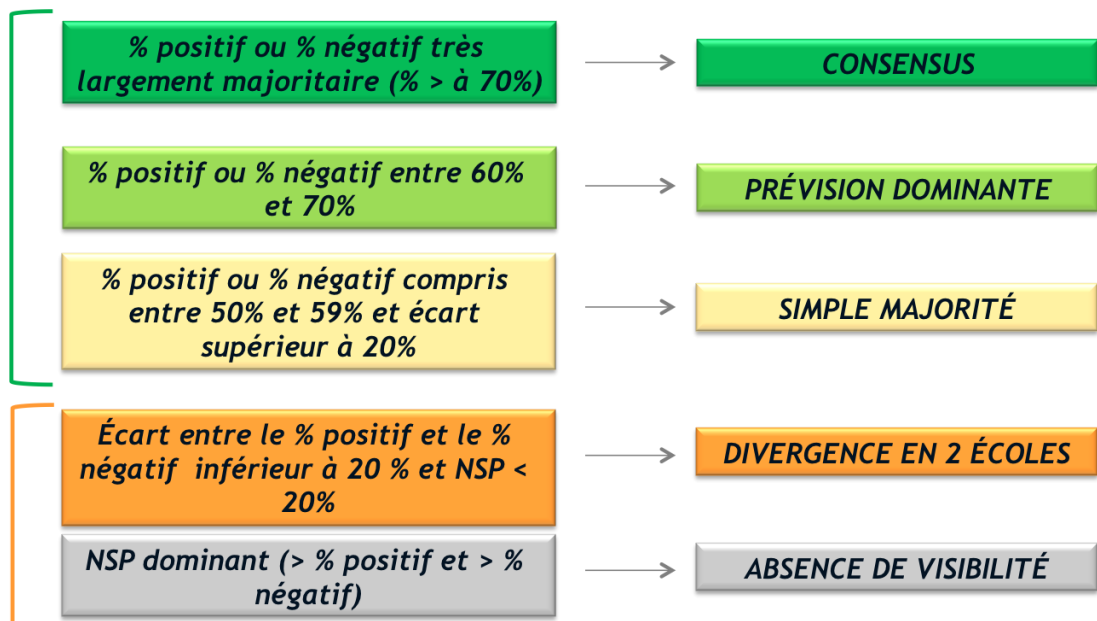 % positif ou % négatif très
largement majoritaire (% > à 70%)
CONSENSUS
% positif ou % négatif entre 60%
et 70%
PRÉVISION DOMINANTE
% positif ou % négatif compris
entre 50% et 59% et écart
supérieur à 20%
SIMPLE MAJORITÉ
Écart entre le % positif et le %
négatif inférieur à 20 % et NSP <
20%
DIVERGENCE EN 2 ÉCOLES
NSP dominant (> % positif et > %
négatif)
ABSENCE DE VISIBILITÉ